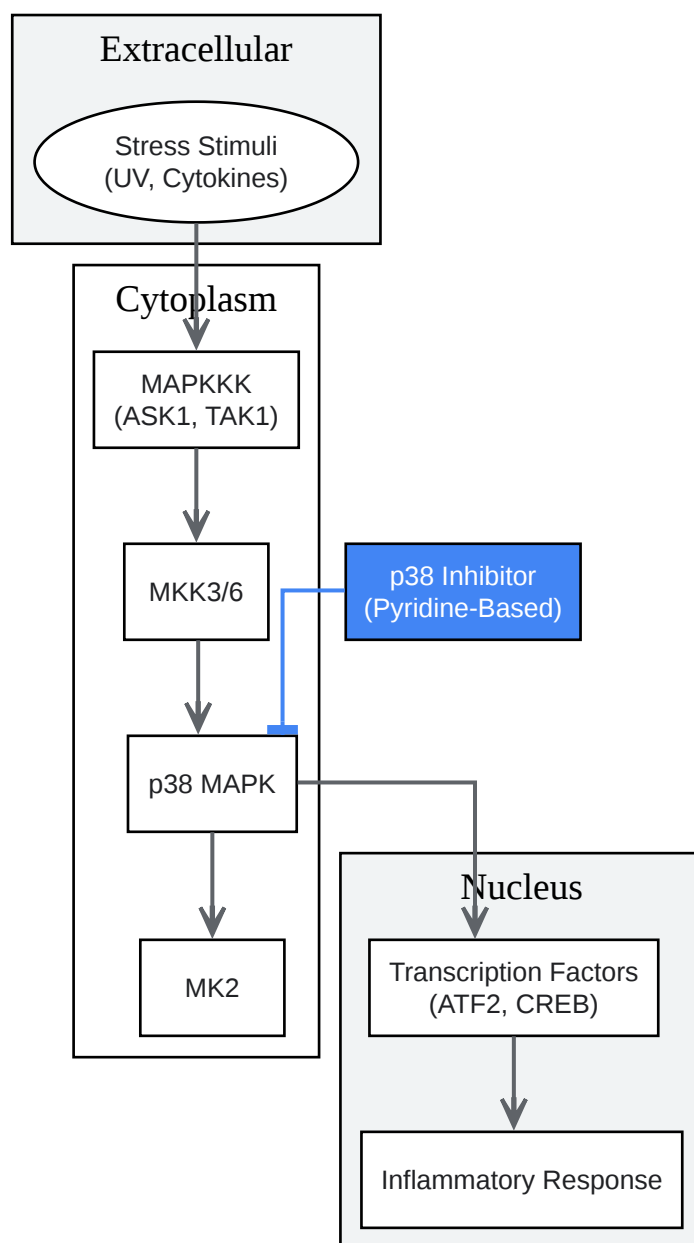 Extracellular
Stress Stimuli
(UV, Cytokines)
Cytoplasm
MAPKKK
(ASK1, TAK1)
MKK3/6
p38 Inhibitor
(Pyridine-Based)
p38 MAPK
MK2
Nucleus
Transcription Factors
(ATF2, CREB)
Inflammatory Response